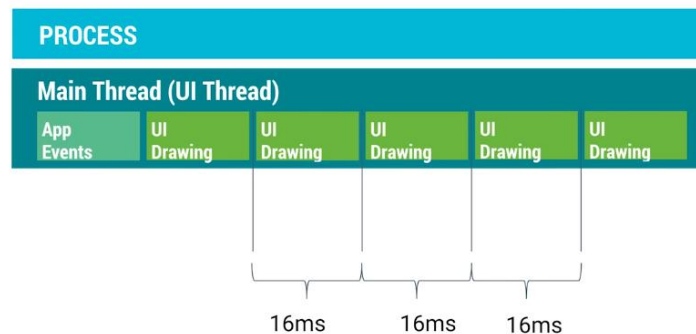 PROCESS
Main Thread (UI Thread)
App
Events
UI
Drawing
UI
Drawing
UI
Drawing
UI
Drawing
UI
Drawing
16ms
16ms
16ms